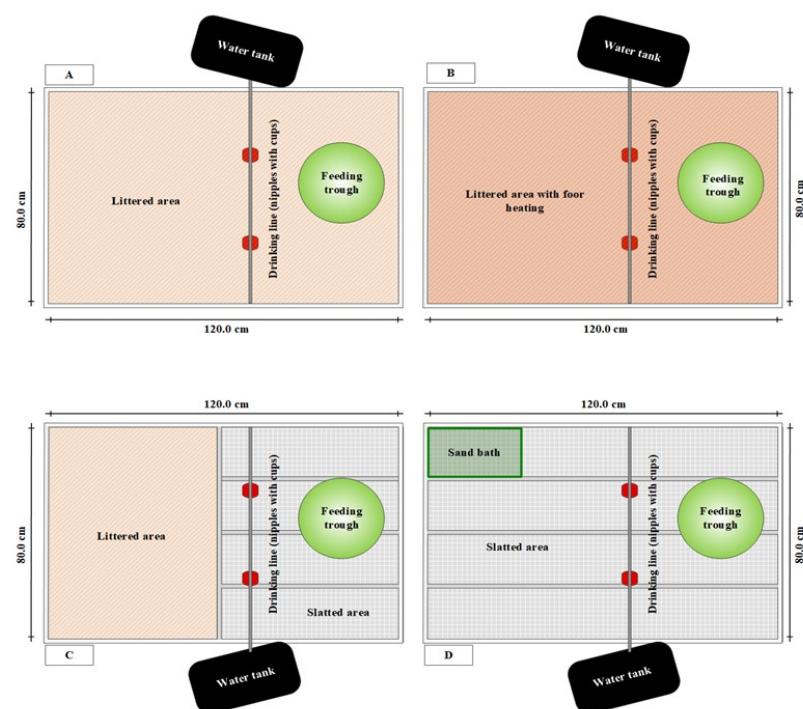 Water tank
A
80.0 cm
Littered area
Drinking line (nipples with cups)
Feeding
trough
120.0 cm
Water tank
B
Littered area with foor
heating
Drinking line (nipples with cups)
Feeding
trough
80.0 cm
120.0 cm
120.0 cm
80.0 cm
Littered area
Drinking line (nipples with cups)
Feeding
trough
Slatted area
C
Water tank
120.0 cm
Sand bath
Slatted area
Drinking line (nipples with cups)
Feeding
trough
80.0 cm
D
Water tank